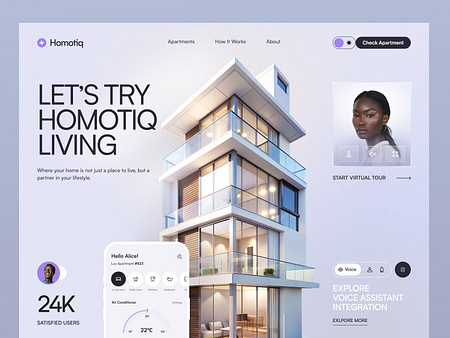 Homotiq
Apartments
How It Works
About
Check Apartment
LET'S TRY
HOMOTIQ
LIVING
Where your home is not just a place to live, but a
partner in your lifestyle.
START VIRTUAL TOUR
Hello Alice!
Lux Apartment #823
Air Conditioner
22°C
24K
SATISFIED USERS
Voice
EXPLORE
VOICE ASSISTANT
INTEGRATION
EXLPORE MORE